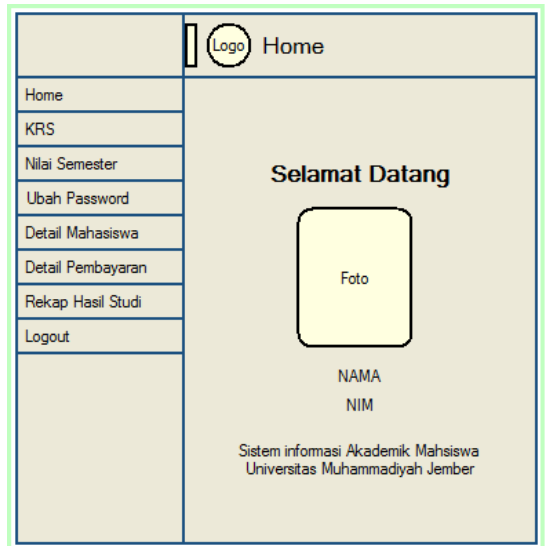 Logo Home
Home
KRS
Nilai Semester
Ubah Password
Detail Mahasiswa
Detail Pembayaran
Rekap Hasil Studi
Logout
Selamat Datang
Foto
NAMA
NIM
Sistem informasi Akademik Mahsiswa
Universitas Muhammadiyah Jember